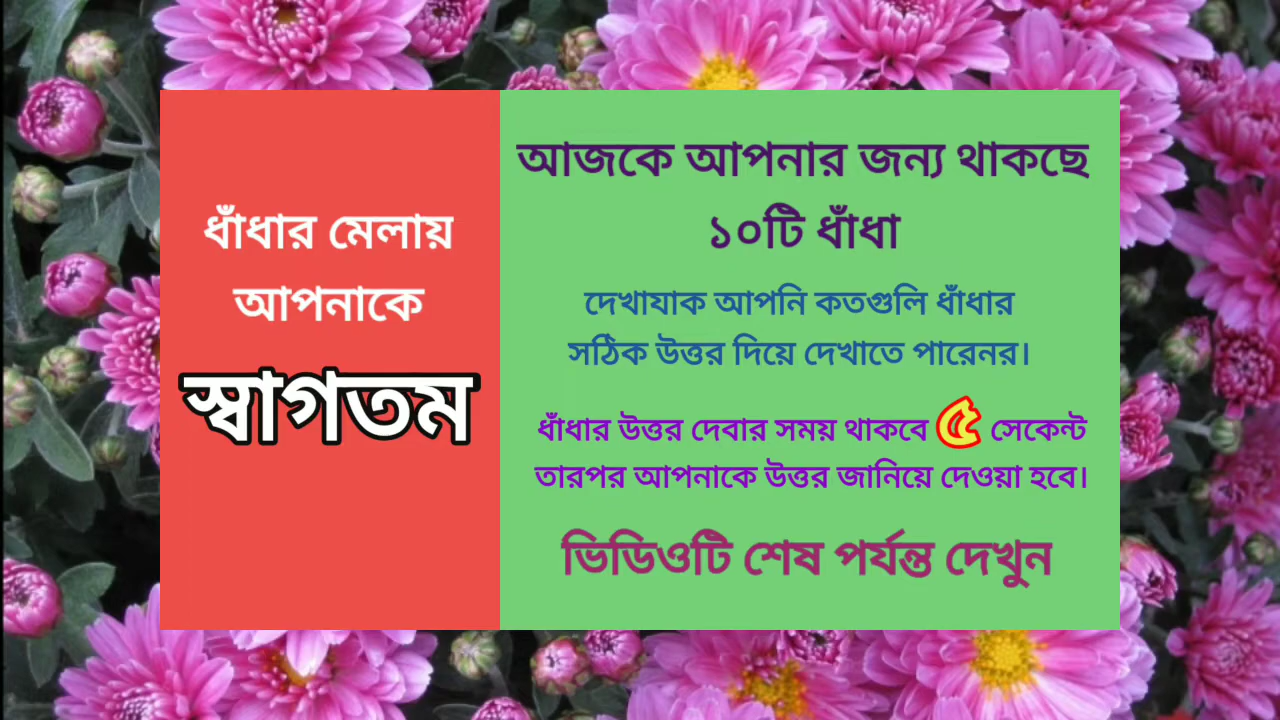 ধাঁধার মেলায়
আপনাকে
স্বাগতম
আজকে আপনার জন্য থাকছে
১০টি ধাঁধা
দেখাযাক আপনি কতগুলি ধাঁধার
সঠিক উত্তর দিয়ে দেখাতে পারেনর।
ধাঁধার উত্তর দেবার সময় থাকবে ৫ সেকেন্ট
তারপর আপনাকে উত্তর জানিয়ে দেওয়া হবে।
ভিডিওটি শেষ পর্যন্ত দেখুন